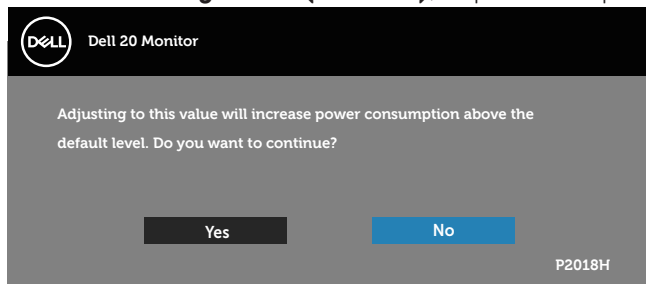 DELL
Dell 20 Monitor
Adjusting to this value will increase power consumption above the
default level. Do you want to continue?
Yes
No
P2018H